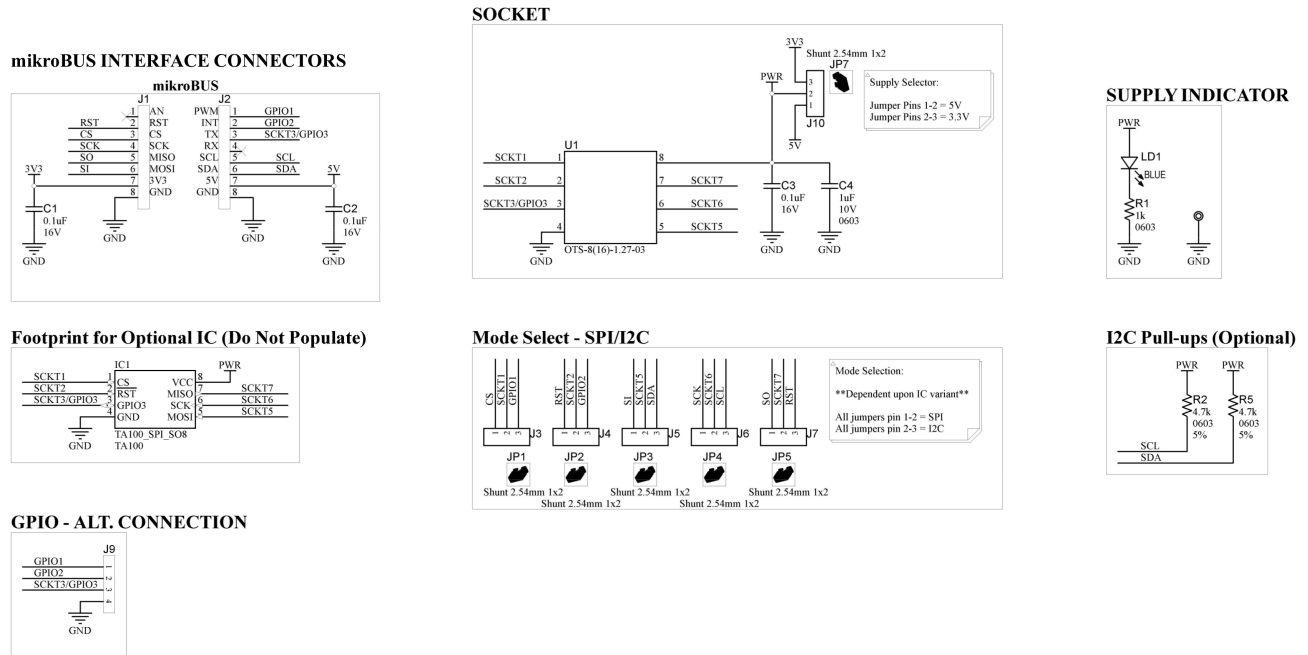 SOCKET
mikroBUS INTERFACE CONNECTORS
mikroBUS
J1 J2
1 AN PWM 1 GPIO1
RST 2 RST INT 2 GPIO2
CS 3 CS TX 3 SCKT3/GPIO3
SCK 4 SCK RX 4
SO 5 MISO SCL 5 SCL
SI 6 MOSI SDA 6 SDA
3V3 7 3V3 5V 7 5V
8 GND GND 8
C1
0.1uF
16V
GND
GND
GND
C2
0.1uF
16V
GND
3V3
Shunt 2.54mm 1x2
JP7
PWR
3
2
1
J10
5V
Supply Selector:
Jumper Pins 1-2 = 5V
Jumper Pins 2-3 = 3.3V
U1
SCKT1 1 8
SCKT2 2 7 SCKT7
SCKT3/GPIO3 3 6 SCKT6
4 5 SCKT5
OTS-8(16)-1.27-03
GND
C3
0.1uF
16V
GND
C4
1uF
10V
0603
GND
SUPPLY INDICATOR
PWR
LD1
BLUE
R1
1k
0603
GND
GND
Footprint for Optional IC (Do Not Populate)
IC1 PWR
SCKT1 1 CS VCC 8
SCKT2 2 RST MISO 7 SCKT7
SCKT3/GPIO3 3 GPIO3 SCK 6 SCKT6
4 GND MOSI 5 SCKT5
TA100_SPI_SO8
TA100
GND
Mode Select - SPI/I2C
CS SCKT1 GPIO1
RST SCKT2 GPIO2
SI SCKT5 SDA
SCK SCKT6 SCL
SO SCKT7 RST
1 2 3 J3
1 2 3 J4
1 2 3 J5
1 2 3 J6
1 2 3 J7
JP1 JP2 JP3 JP4 JP5
Shunt 2.54mm 1x2 Shunt 2.54mm 1x2 Shunt 2.54mm 1x2
Shunt 2.54mm 1x2 Shunt 2.54mm 1x2
Mode Selection:
**Dependent upon IC variant**
All jumpers pin 1-2 = SPI
All jumpers pin 2-3 = I2C
I2C Pull-ups (Optional)
PWR PWR
R2 R5
4.7k 4.7k
0603 0603
5% 5%
SCL
SDA
GPIO - ALT. CONNECTION
J9
GPIO1 1
GPIO2 2
SCKT3/GPIO3 3
4
GND